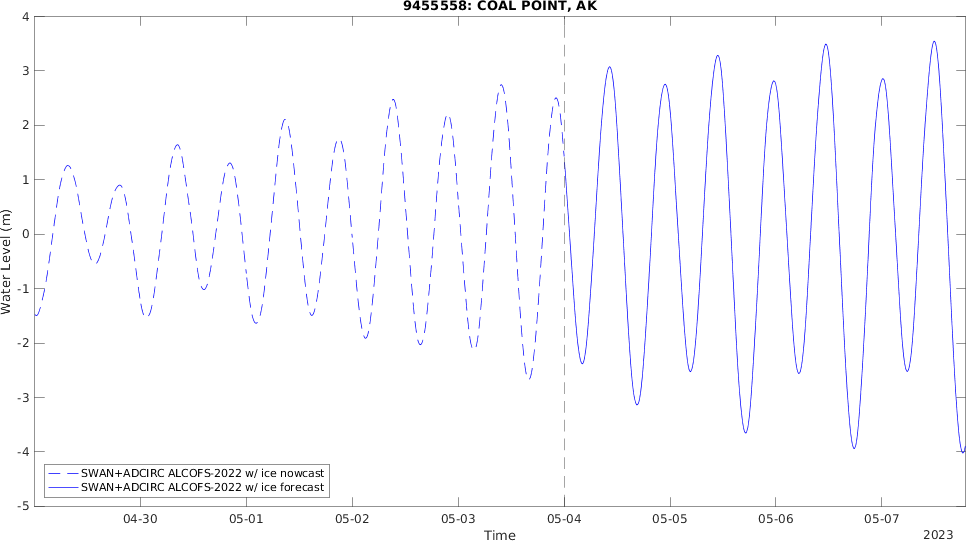 9455558: COAL POINT, AK
4
3
2
1
0
-1
-2
-3
-4
-5
Water Level (m)
SWAN+ADCIRC ALCOFS-2022 w/ ice nowcast
SWAN+ADCIRC ALCOFS-2022 w/ ice forecast
04-30 05-01 05-02 05-03 05-04 05-05 05-06 05-07
Time
2023